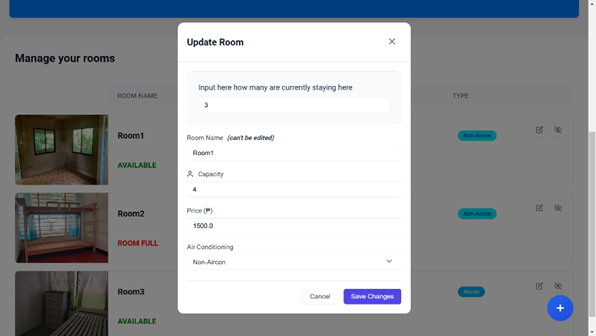 Update Room
Input here how many are currently staying here
3
Room Name (can't be edited)
Room1
Capacity
4
Price (₱)
1500.0
Air Conditioning
Non-Aircon
Cancel
Save Changes
Manage your rooms
ROOM NAME
TYPE
Room1
AVAILABLE
Non-Aircon
Room2
ROOM FULL
Non-Aircon
Room3
AVAILABLE
Aircon